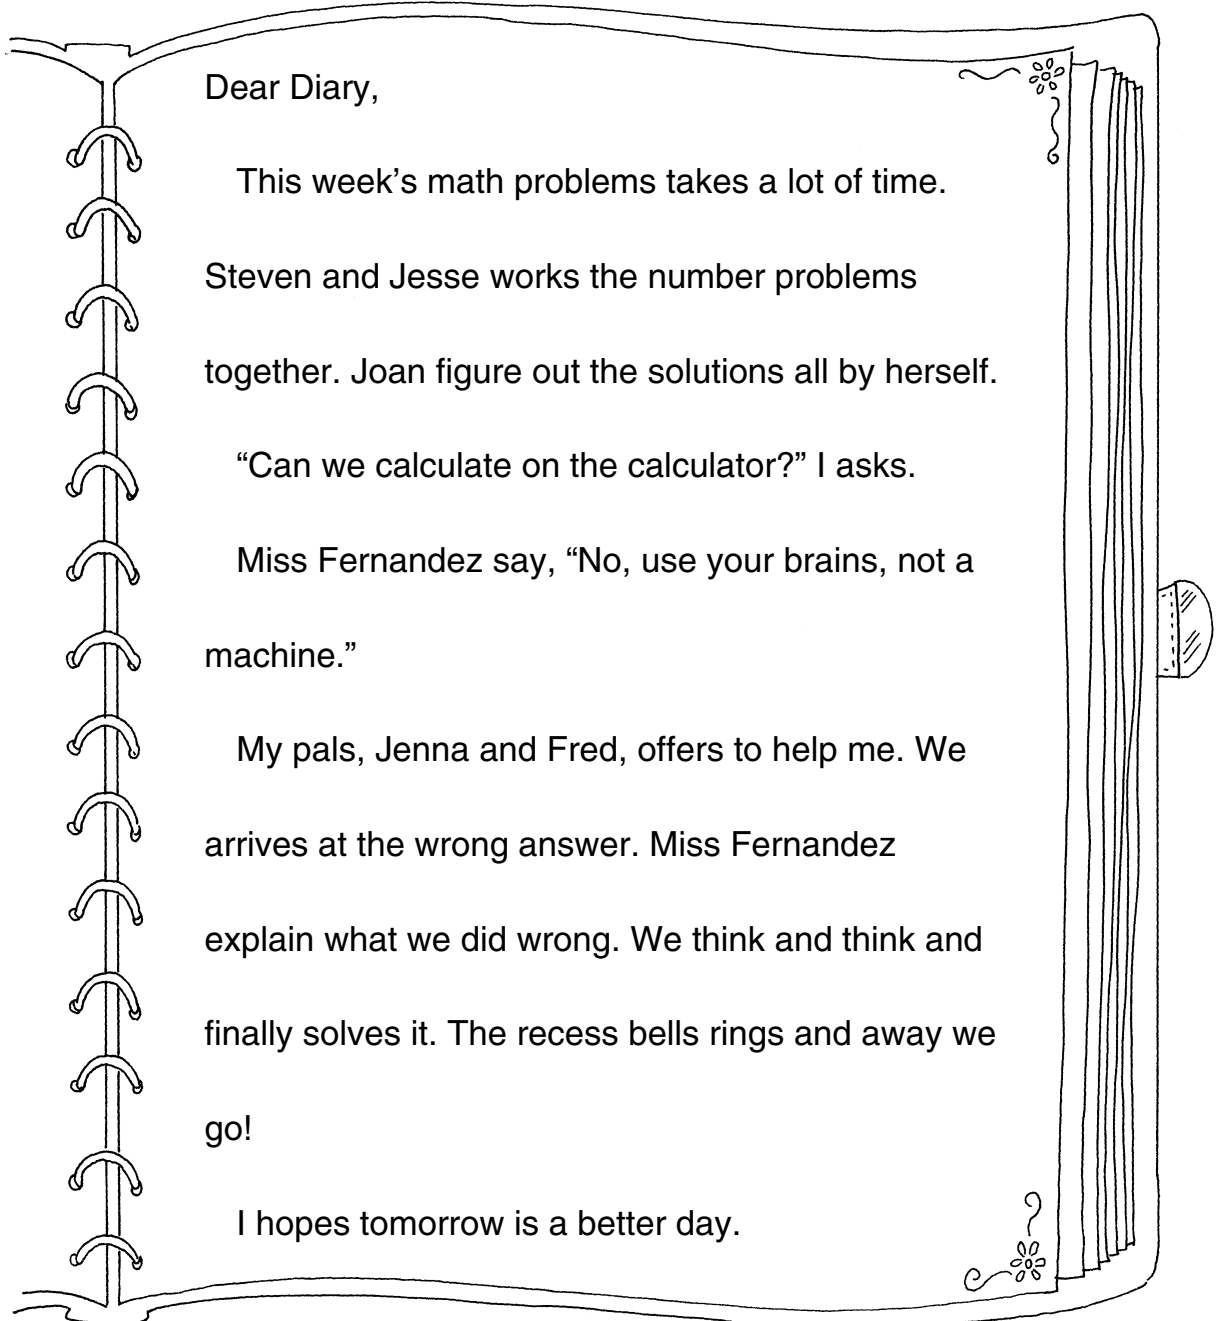 Dear Diary,
This week’s math problems takes a lot of time.
Steven and Jesse works the number problems
together. Joan figure out the solutions all by herself.
“Can we calculate on the calculator?” I asks.
Miss Fernandez say, “No, use your brains, not a
machine.”
My pals, Jenna and Fred, offers to help me. We
arrives at the wrong answer. Miss Fernandez
explain what we did wrong. We think and think and
finally solves it. The recess bells rings and away we
go!
I hopes tomorrow is a better day.